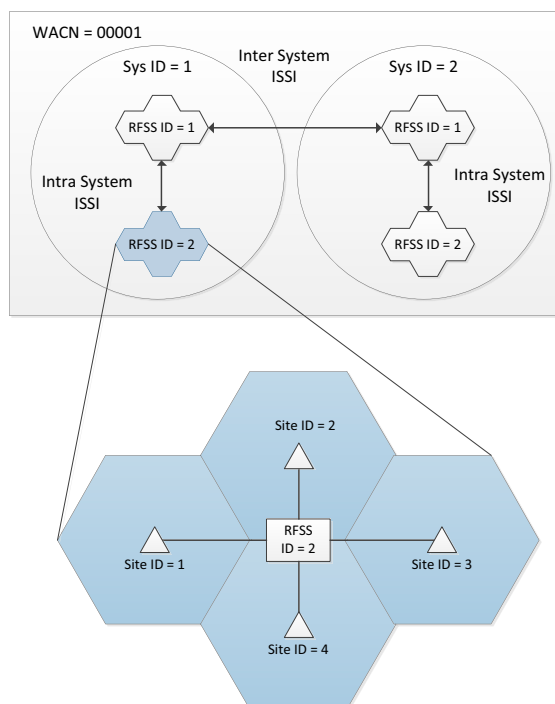 WACN = 00001
Inter System
ISSI
Sys ID = 1
Sys ID = 2
RFSS ID = 1
RFSS ID = 1
Intra System
ISSI
Intra System
ISSI
RFSS ID = 2
RFSS ID = 2
Site ID = 2
RFSS
ID = 2
Site ID = 1
Site ID = 3
Site ID = 4